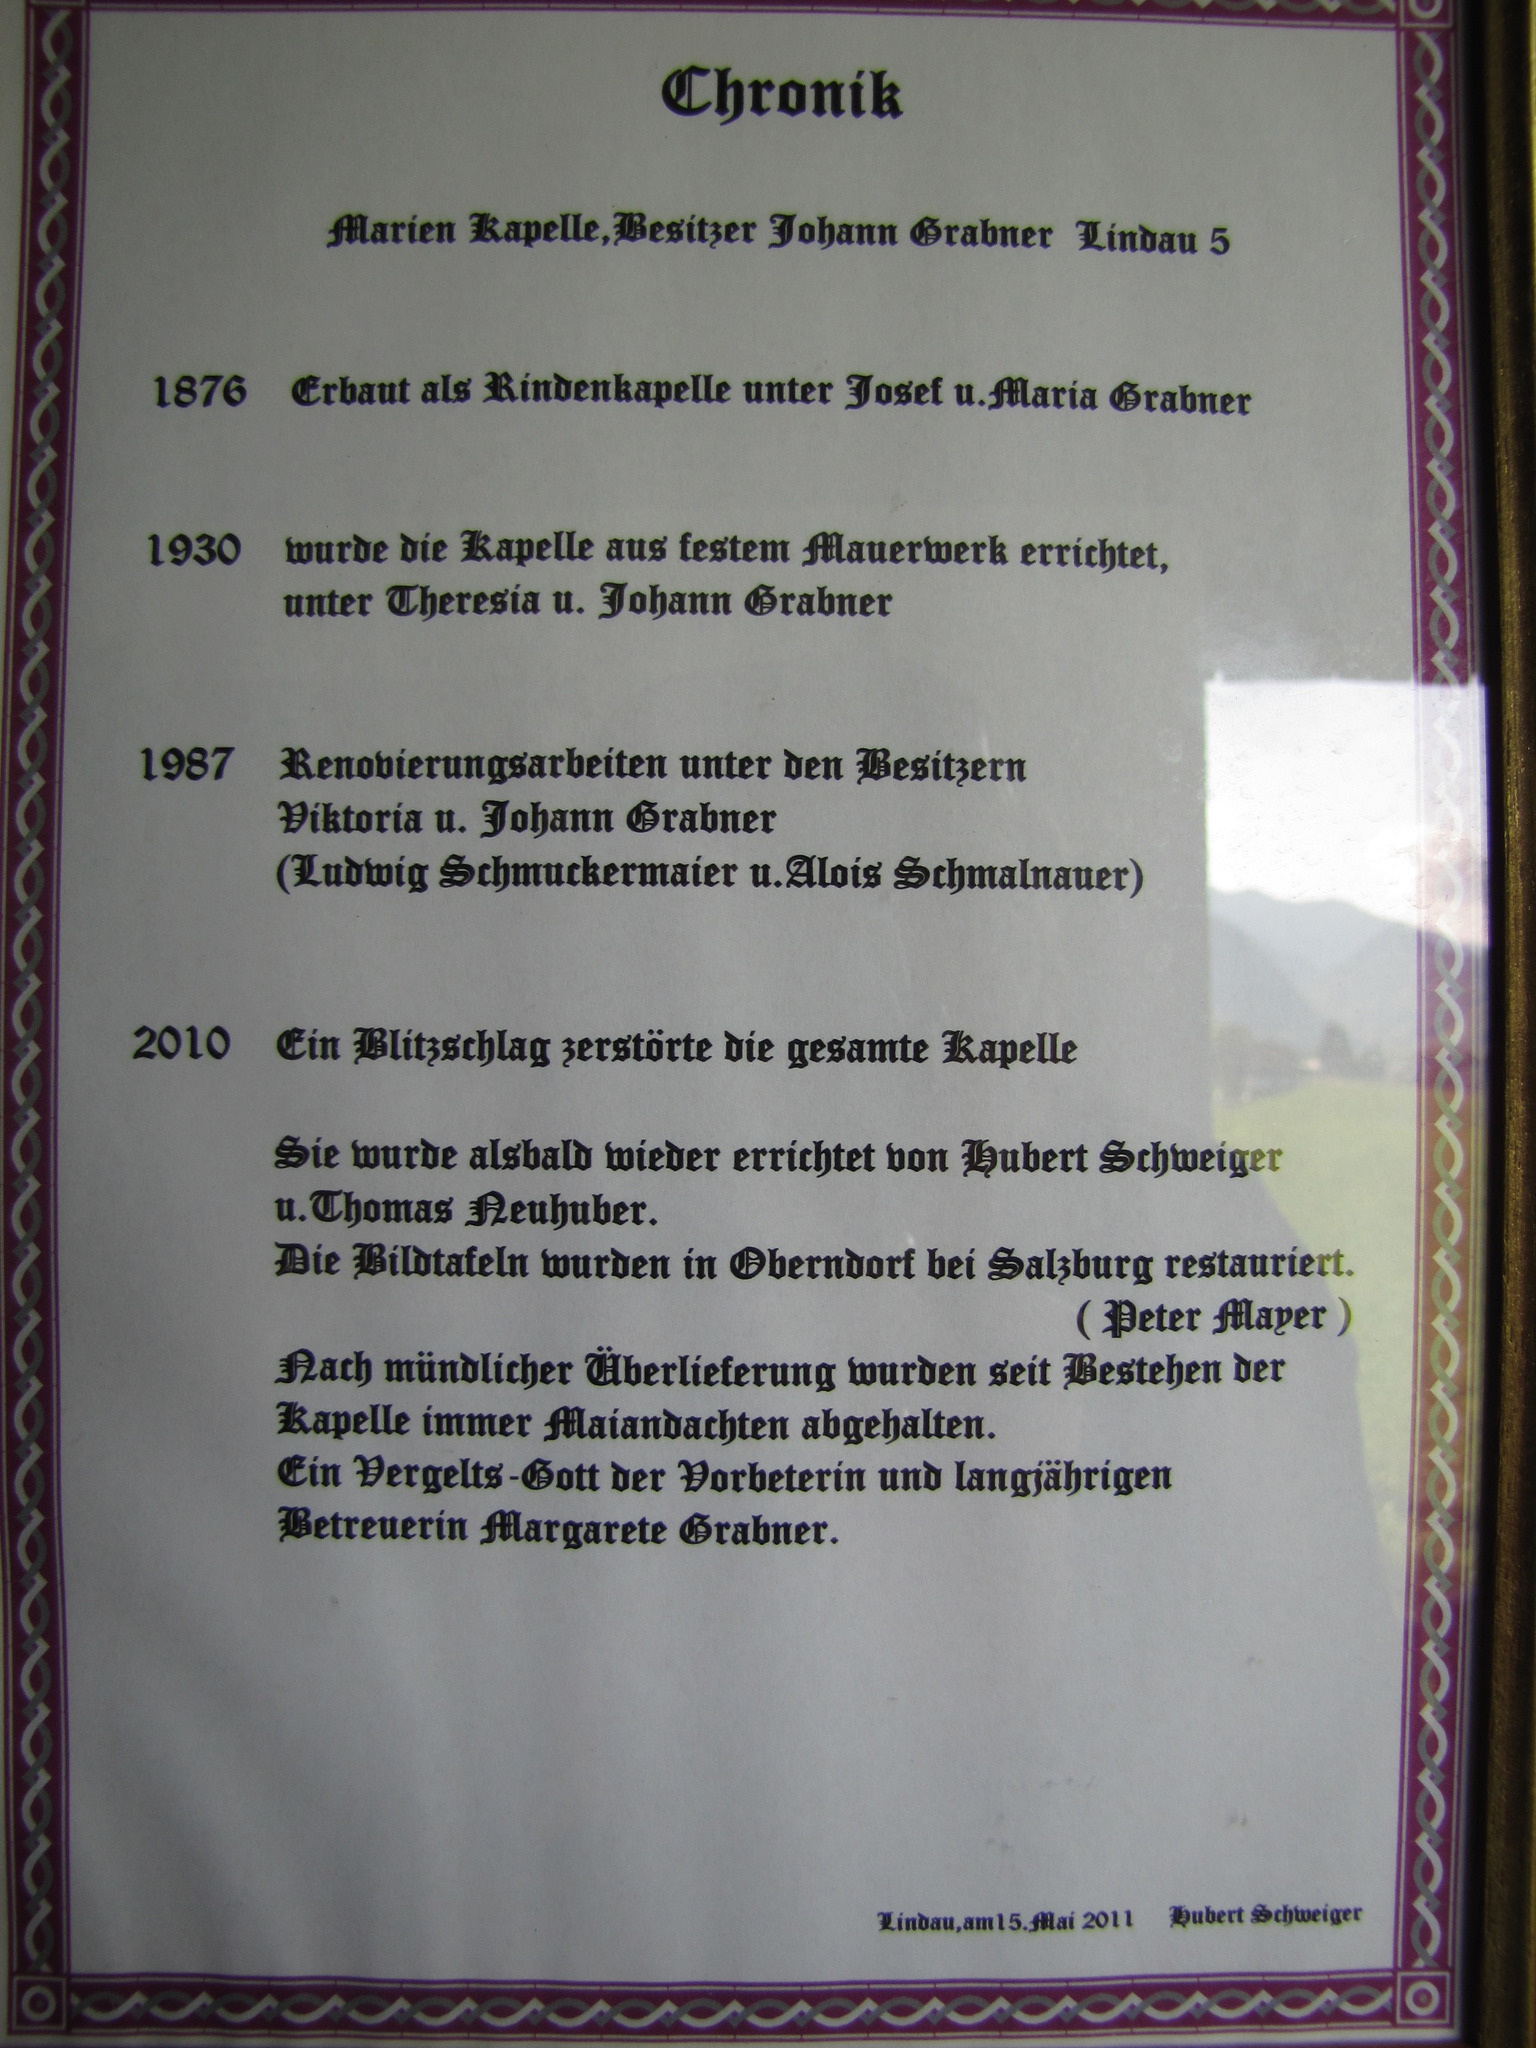 Chronik
Marien Kapelle,Besitzer Johann Grabner Lindau 5
1876 Erbaut als Rindenkapelle unter Josef u.Maria Grabner
1930 wurde die Kapelle aus festem Mauerwerk errichtet,
unter Theresia u. Johann Grabner
1987 Renovierungsarbeiten unter den Besitzern
Viktoria u. Johann Grabner
(Ludwig Schmuckermaier u.Alois Schmalnauer)
2010 Ein Blitzschlag zerstörte die gesamte Kapelle
Sie wurde alsbald wieder errichtet von Hubert Schweiger
u.Thomas Neuhuber.
Die Bildtafeln wurden in Oberndorf bei Salzburg restauriert.
( Peter Mayer )
Nach mündlicher Überlieferung wurden seit Bestehen der
Kapelle immer Maiandachten abgehalten.
Ein Vergelts-Gott der Vorbeterin und langjährigen
Betreuerin Margarete Grabner.
Lindau,am15.Mai 2011 Hubert Schweiger